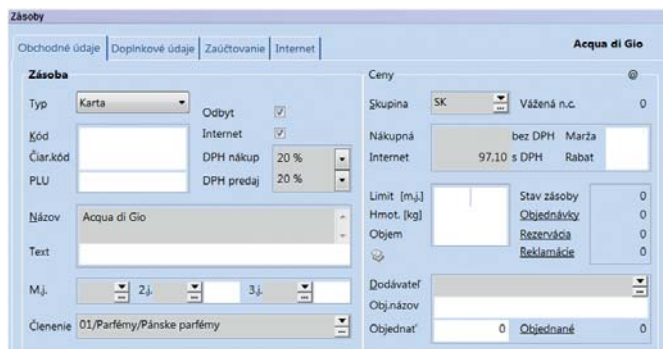 Zásoby
Obchodné údaje Doplnkové údaje Zaúčtovanie Internet Acqua di Gio
Zásoba
Typ Karta Odbyt
Internet
Kód
Čiar.kód DPH nákup 20 %
PLU DPH predaj 20 %
Názov Acqua di Gio
Text
M.j. 2.j. 3.j.
Členenie 01/Parfémy/Pánske parfémy
Ceny @
Skupina SK Vážená n.c. 0
Nákupná bez DPH Marža
Internet 97.10 s DPH Rabat
Limit [m.j.] Stav zásoby 0
Hmot. [kg] Objednávky 0
Objem Rezervácia 0
Reklamácie 0
Dodávateľ
Obj.názov
Objednať 0 Objednané 0